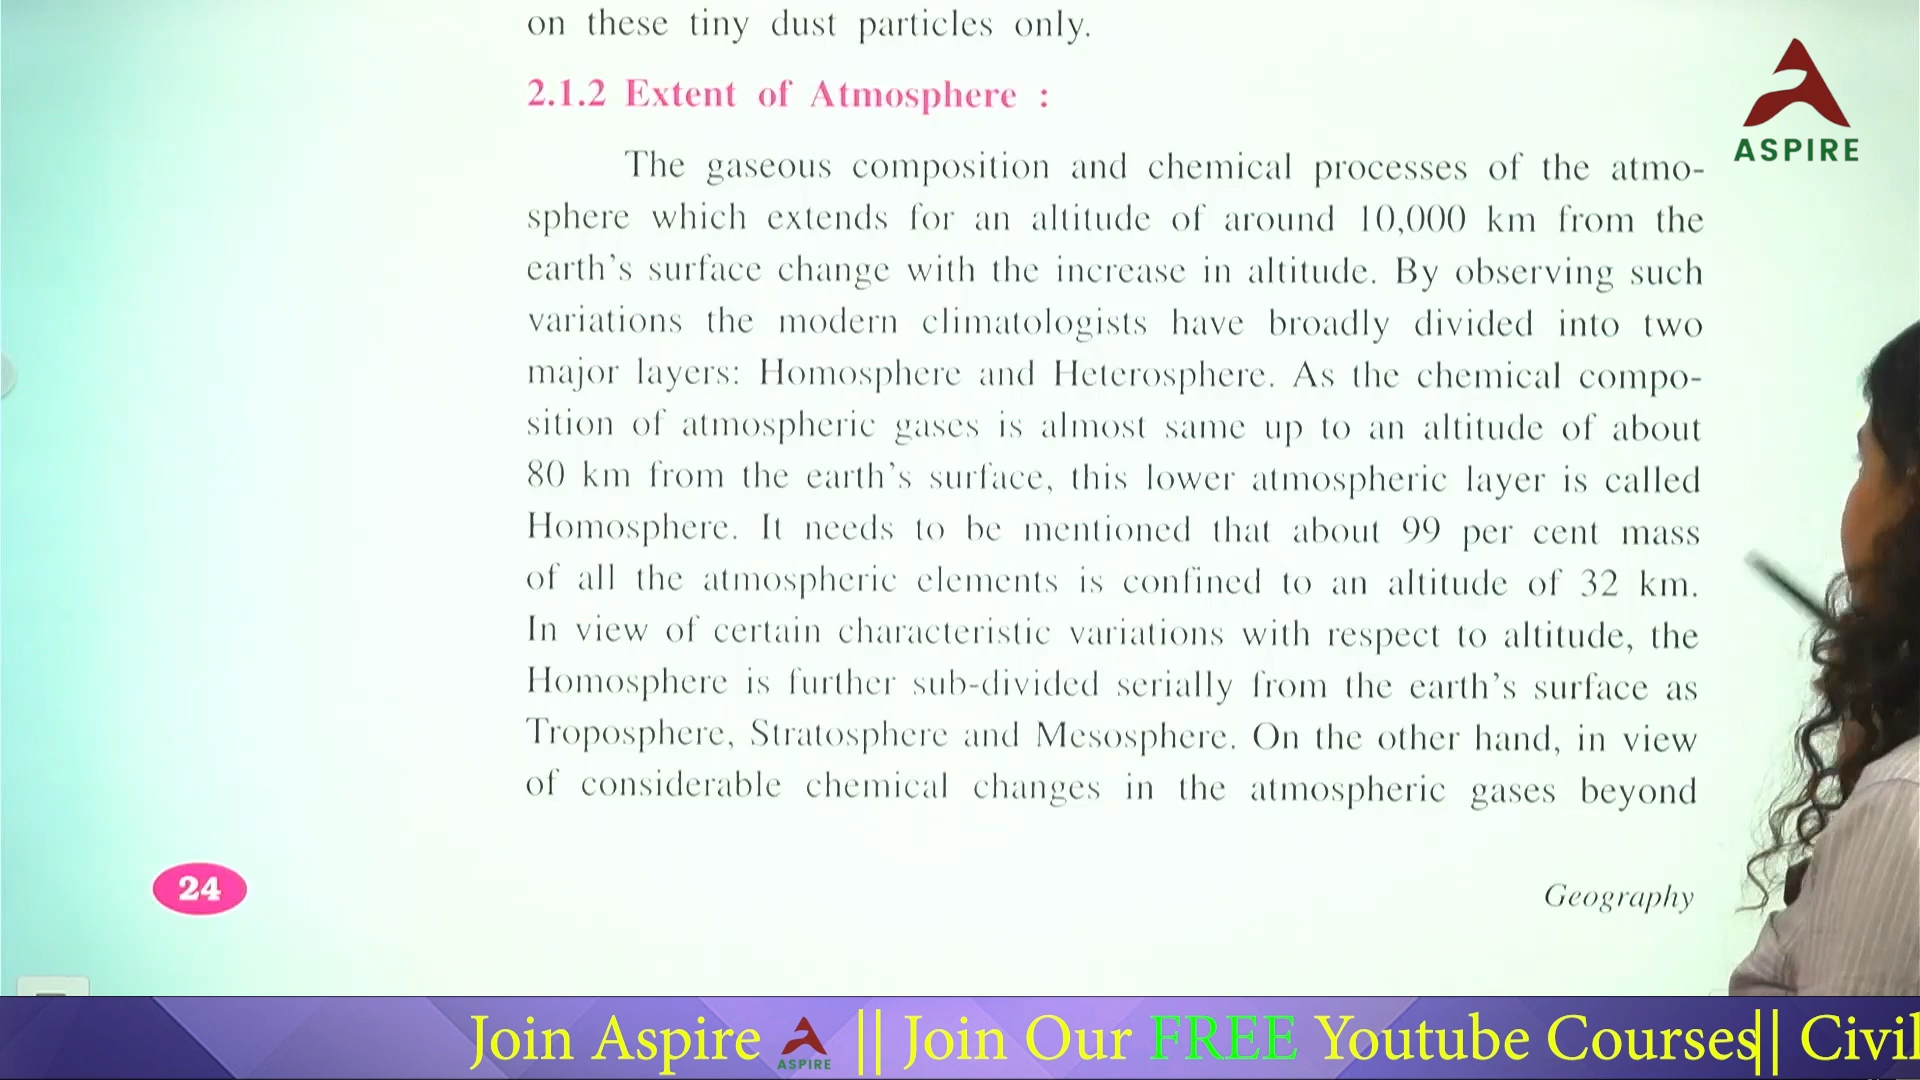 on these tiny dust particles only.
2.1.2 Extent of Atmosphere :
ASPIRE
The gaseous composition and chemical processes of the atmo-
sphere which extends for an altitude of around 10,000 km from the
earth's surface change with the increase in altitude. By observing such
variations the modern climatologists have broadly divided into two
major layers: Homosphere and Heterosphere. As the chemical compo-
sition of atmospheric gases is almost same up to an altitude of about
80 km from the earth's surface, this lower atmospheric layer is called
Homosphere. It needs to be mentioned that about 99 per cent mass
of all the atmospheric elements is confined to an altitude of 32 km.
In view of certain characteristic variations with respect to altitude, the
Homosphere is further sub-divided serially from the earth's surface as
Troposphere, Stratosphere and Mesosphere. On the other hand, in view
of considerable chemical changes in the atmospheric gases beyond
24
Geography
Join Aspire ASPIRE || Join Our FREE Youtube Courses|| Civil